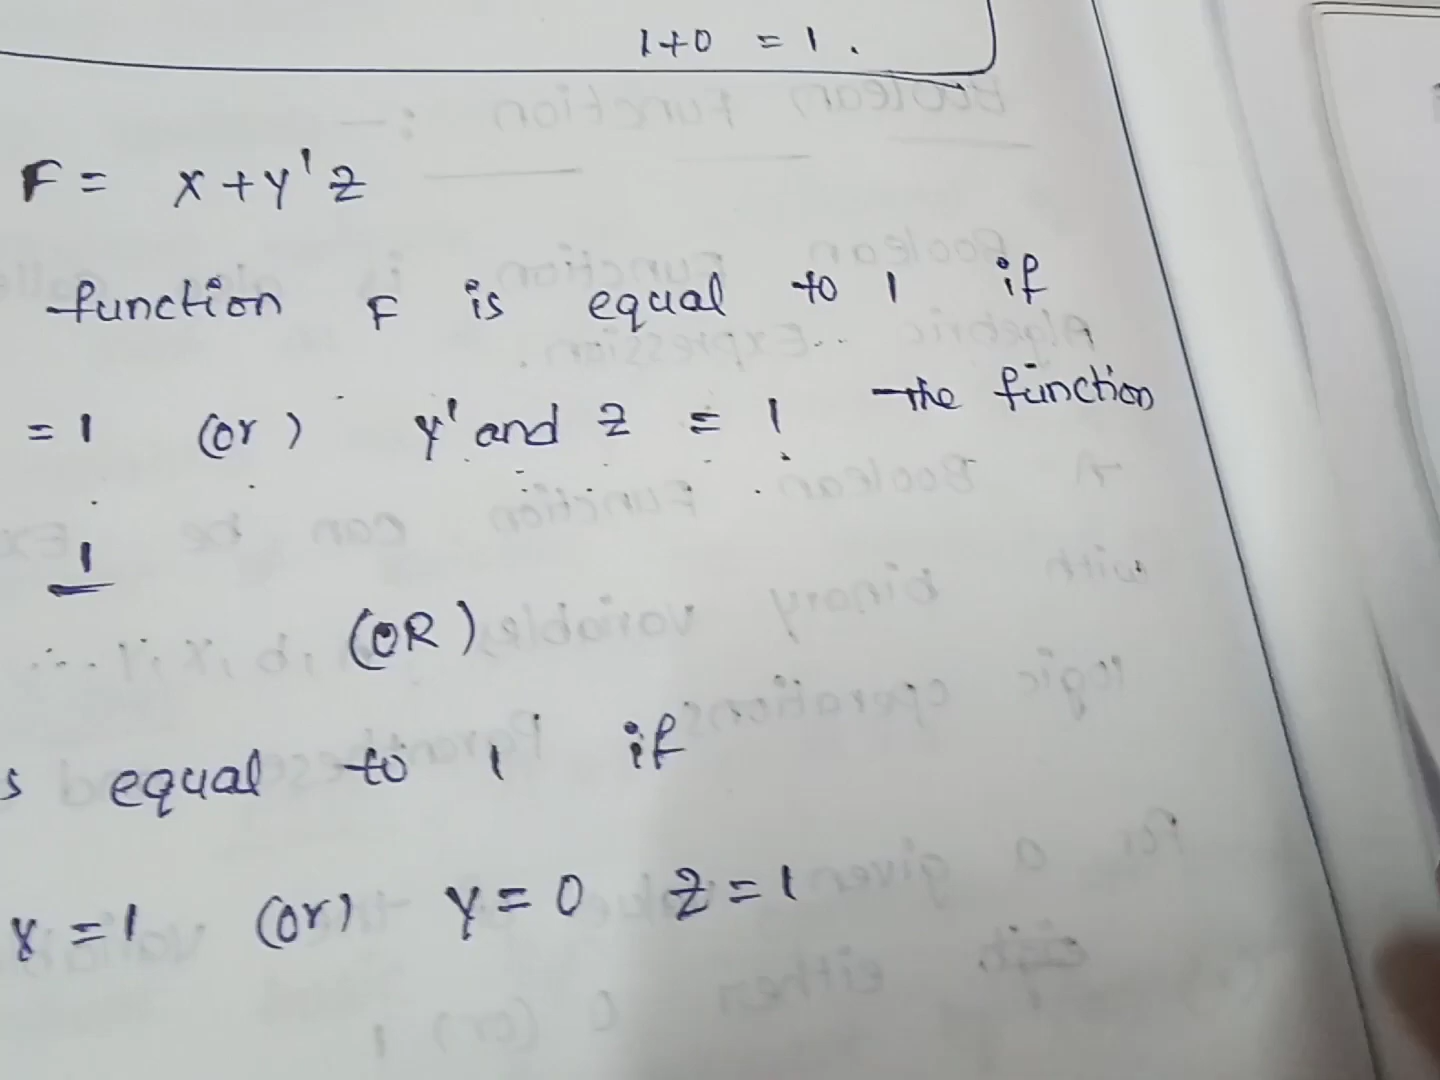 1+0 = 1.
F = x+y'z
function F is equal to 1 if
= 1 (or) y' and z = 1 the function
1
(OR)
s equal to 1 if
x = 1 (or) y = 0 z = 1